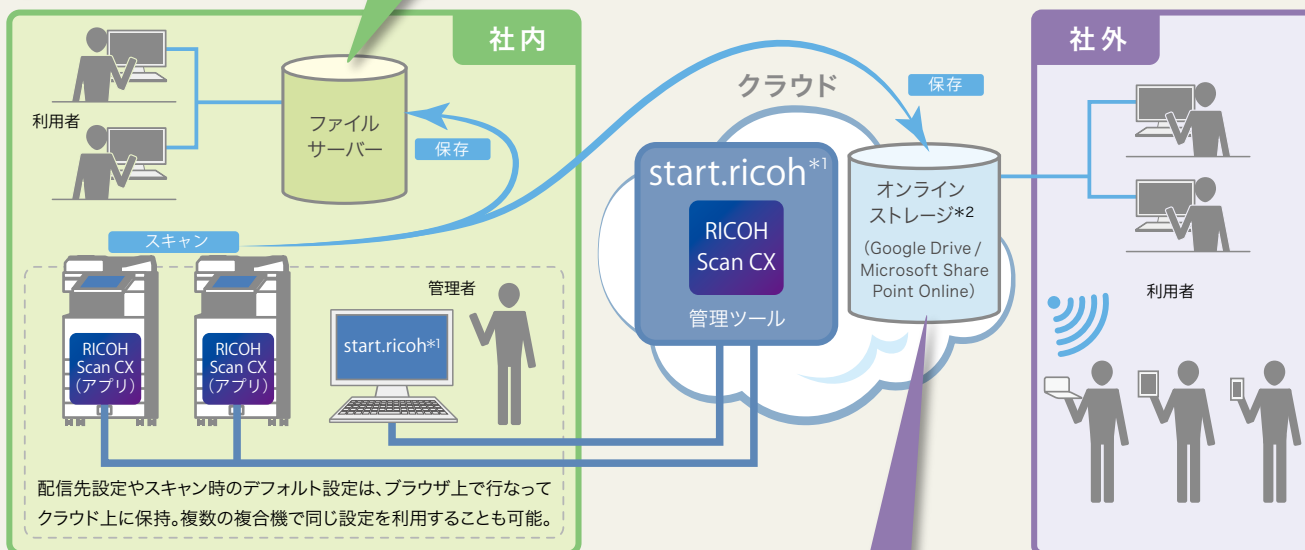 社内
利用者
ファイル
サーバー
保存
スキャン
管理者
RICOH
Scan CX
（アプリ）
RICOH
Scan CX
（アプリ）
start.ricoh*1
配信先設定やスキャン時のデフォルト設定は、ブラウザ上で行なって
クラウド上に保持。複数の複合機で同じ設定を利用することも可能。
クラウド
保存
start.ricoh*1
RICOH
Scan CX
管理ツール
オンライン
ストレージ*2
（Google Drive /
Microsoft Share
Point Online）
社外
利用者